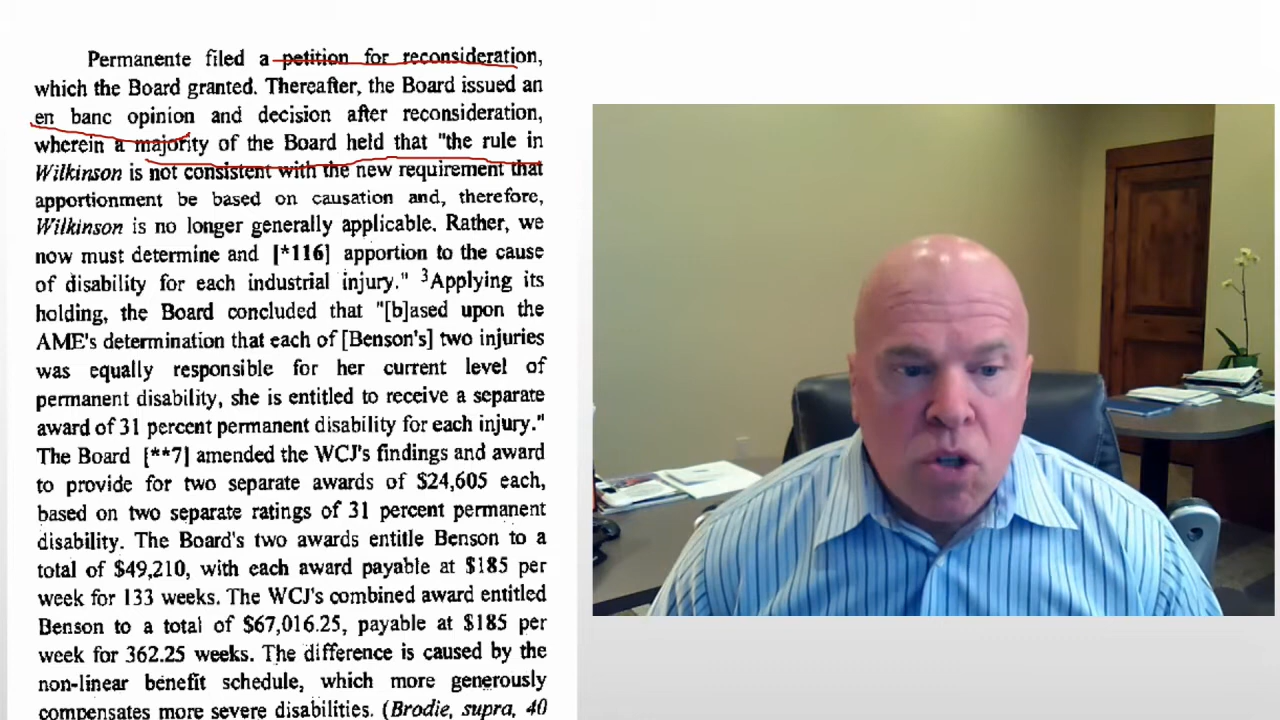 Permanente filed a petition for reconsideration,
which the Board granted. Thereafter, the Board issued an
en banc opinion and decision after reconsideration,
wherein a majority of the Board held that "the rule in
Wilkinson is not consistent with the new requirement that
apportionment be based on causation and, therefore,
Wilkinson is no longer generally applicable. Rather, we
now must determine and [*116] apportion to the cause
of disability for each industrial injury." 3Applying its
holding, the Board concluded that "[b]ased upon the
AME's determination that each of [Benson's] two injuries
was equally responsible for her current level of
permanent disability, she is entitled to receive a separate
award of 31 percent permanent disability for each injury."
The Board [**7] amended the WCJ's findings and award
to provide for two separate awards of $24,605 each,
based on two separate ratings of 31 percent permanent
disability. The Board's two awards entitle Benson to a
total of $49,210, with each award payable at $185 per
week for 133 weeks. The WCJ's combined award entitled
Benson to a total of $67,016.25, payable at $185 per
week for 362.25 weeks. The difference is caused by the
non-linear benefit schedule, which more generously
compensates more severe disabilities. (Brodie, supra, 40